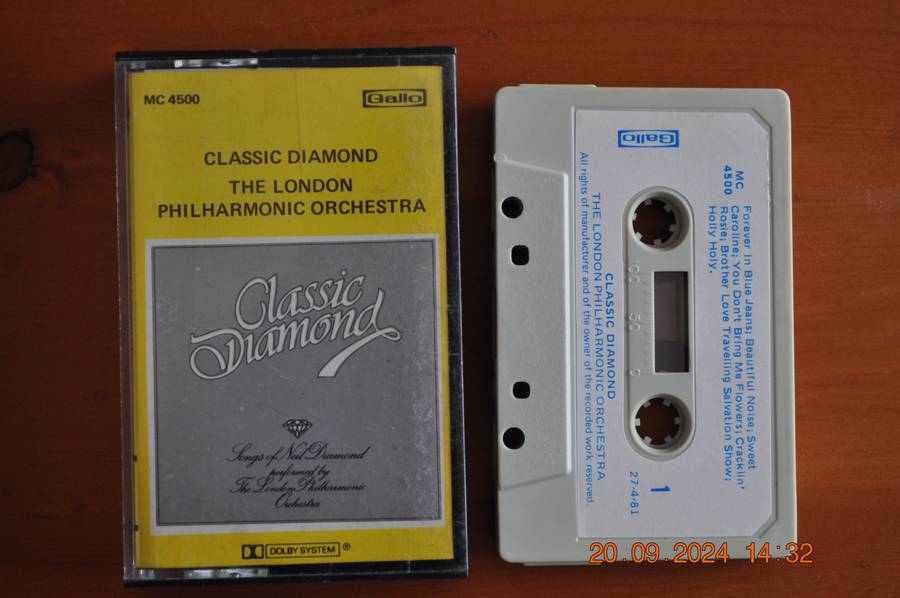 MC 4500
Gallo
CLASSIC DIAMOND
THE LONDON
PHILHARMONIC ORCHESTRA
Classic
Diamond
Songs of Neil Diamond
performed by
The London Philharmonic
Orchestra
DOLBY SYSTEM ®
Gallo
MC
4500
Forever In Blue Jeans; Beautiful Noise; Sweet
Caroline; You Don't Bring Me Flowers; Cracklin'
Rosie; Brother Love Travelling Salvation Show;
Holly Holy.
100 50 0
1
27-4-81
CLASSIC DIAMOND
THE LONDON PHILHARMONIC ORCHESTRA
All rights of manufacturer and of the owner of the recorded work reserved.
20.09.2024 14:32